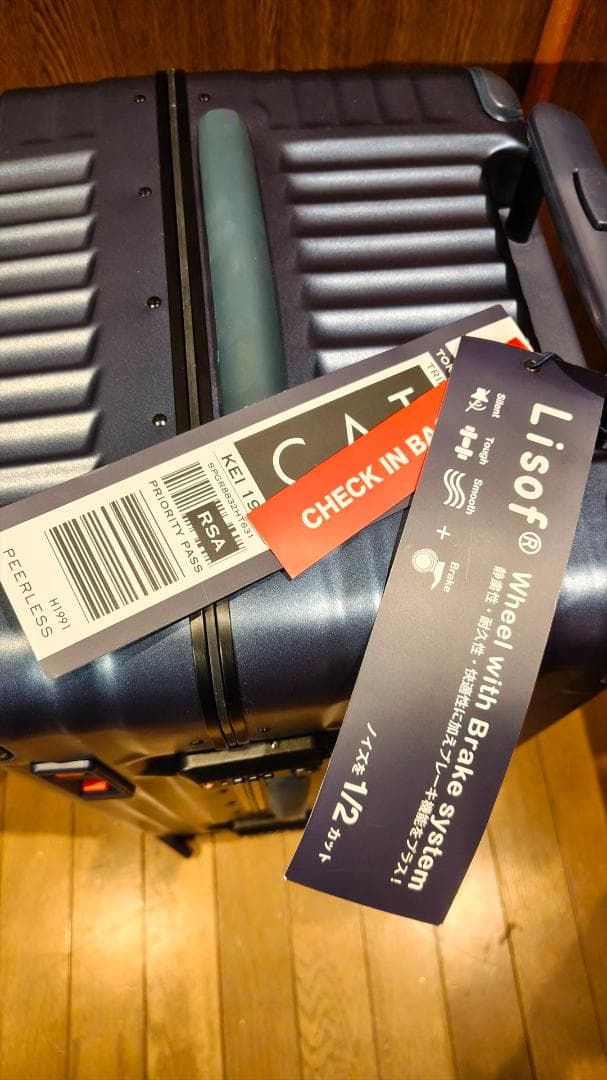 Lisof® Wheel with Brake system
静粛性・耐久性・快適性に加えブレーキ機能をプラス！
Silent
Tough
Smooth
+
Brake
ノイズを1/2カット
CHECK IN BA
KEI 19
SPGR8832HT631
RSA
PRIORITY PASS
H1991
PEERLESS